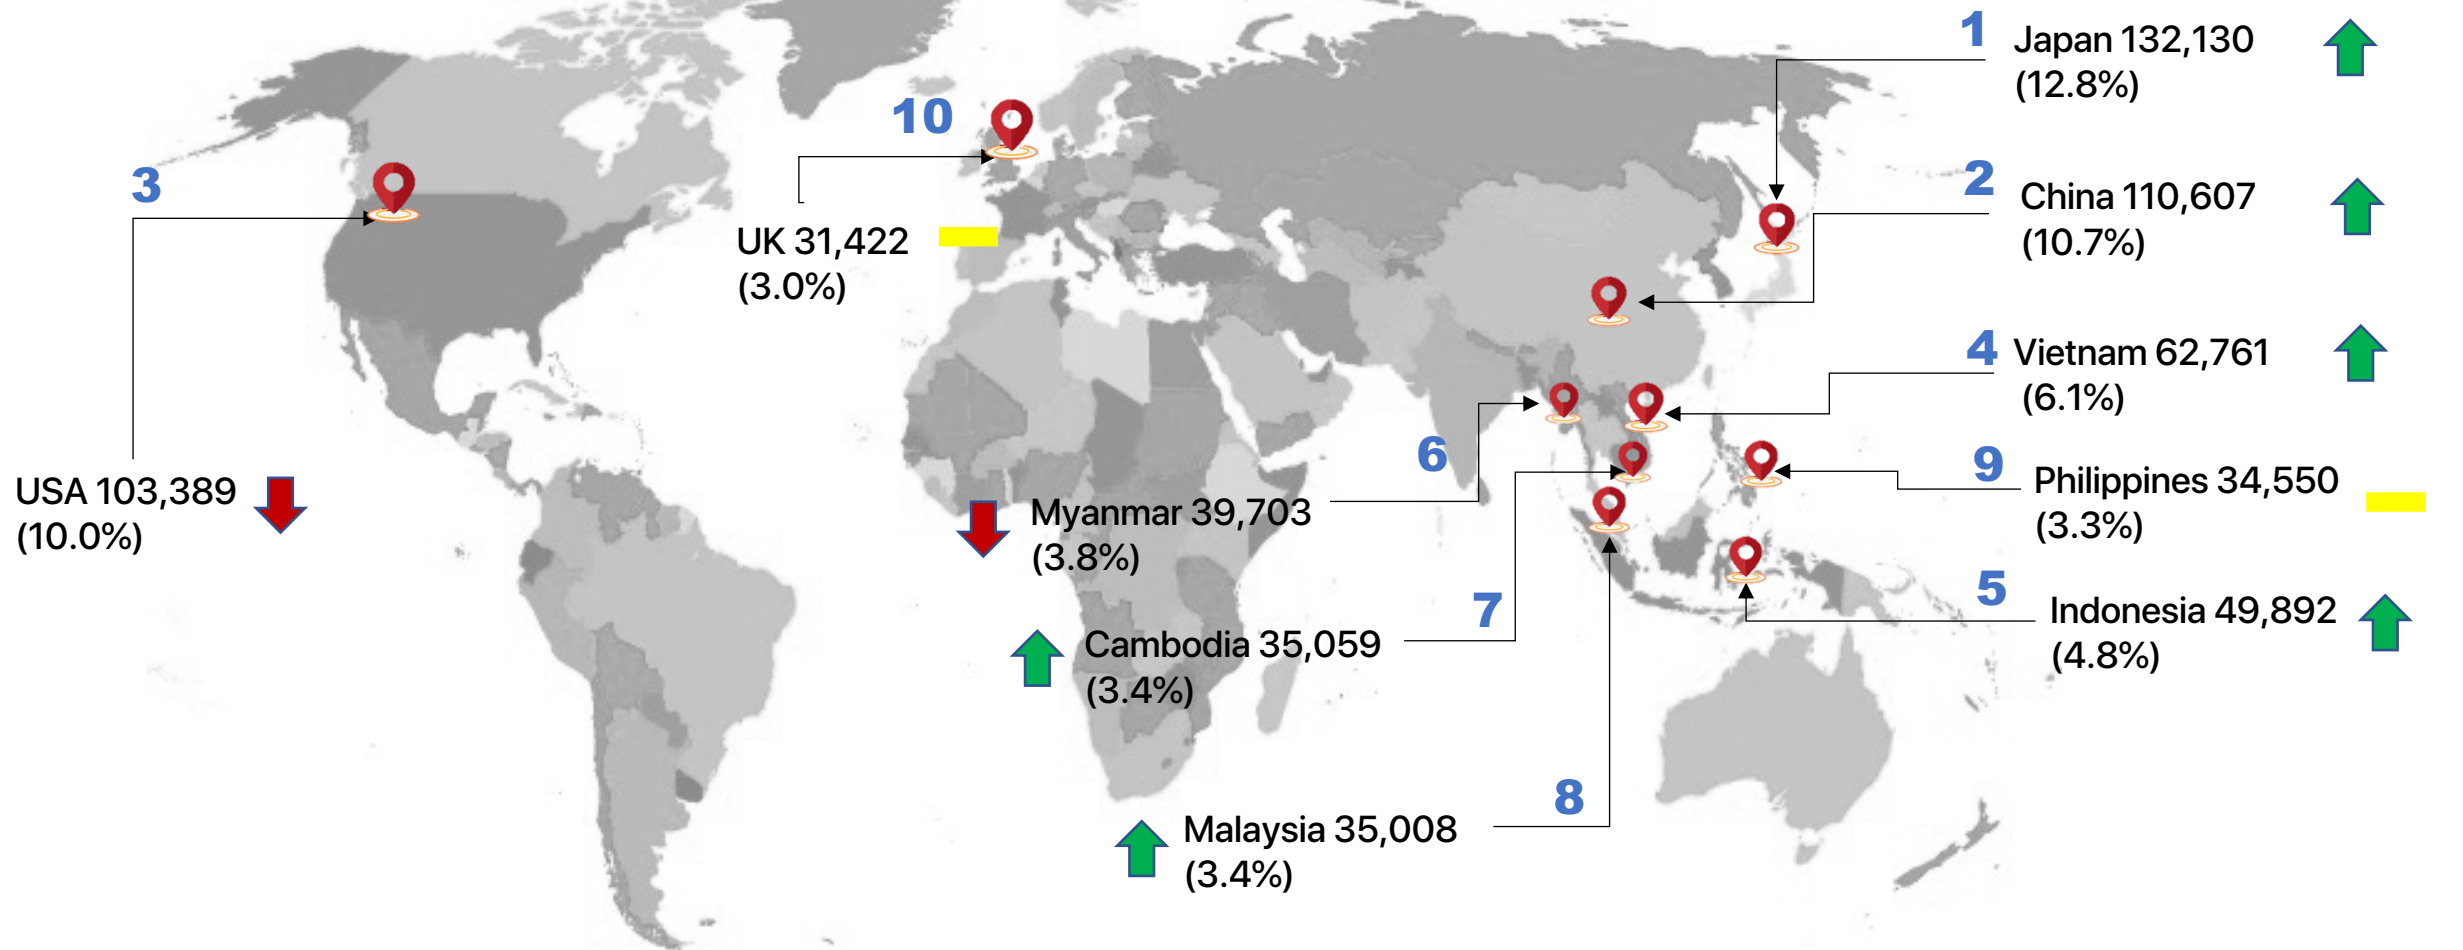 1
Japan 132,130
(12.8%)
2
China 110,607
(10.7%)
3
USA 103,389
(10.0%)
4
Vietnam 62,761
(6.1%)
5
Indonesia 49,892
(4.8%)
6
Myanmar 39,703
(3.8%)
7
Cambodia 35,059
(3.4%)
8
Malaysia 35,008
(3.4%)
9
Philippines 34,550
(3.3%)
10
UK 31,422
(3.0%)